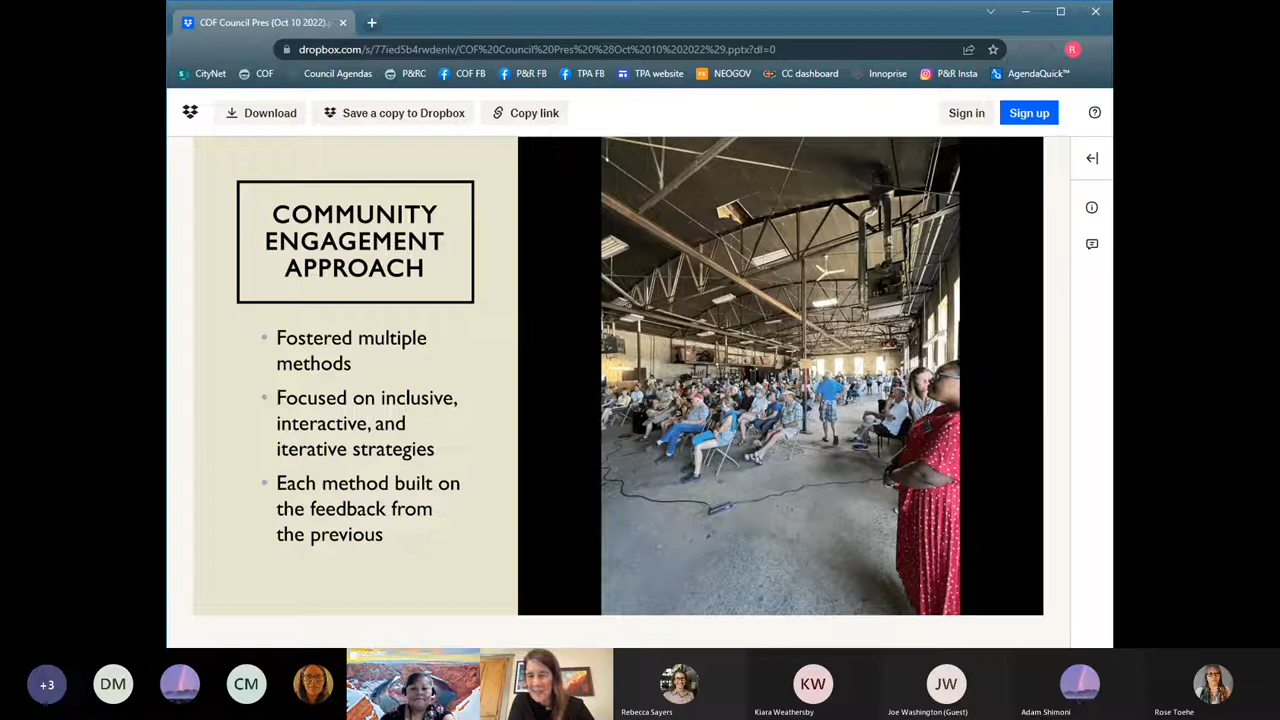 COF Council Pres (Oct 10 2022).p
dropbox.com/s/77ied5b4rwdenlv/COF%20Council%20Pres%20%28Oct%2010%202022%29.pptx?dl=0
R
CityNet COF Council Agendas P&RC COF FB P&R FB TPA FB TPA website NEOGOV CC dashboard Innoprise P&R Insta AgendaQuick™
Download Save a copy to Dropbox Copy link Sign in Sign up
COMMUNITY
ENGAGEMENT
APPROACH
• Fostered multiple
methods
• Focused on inclusive,
interactive, and
iterative strategies
• Each method built on
the feedback from
the previous
+3 DM CM KW JW
Rebecca Sayers Kiara Weathersby Joe Washington (Guest) Adam Shimoni Rose Toehe